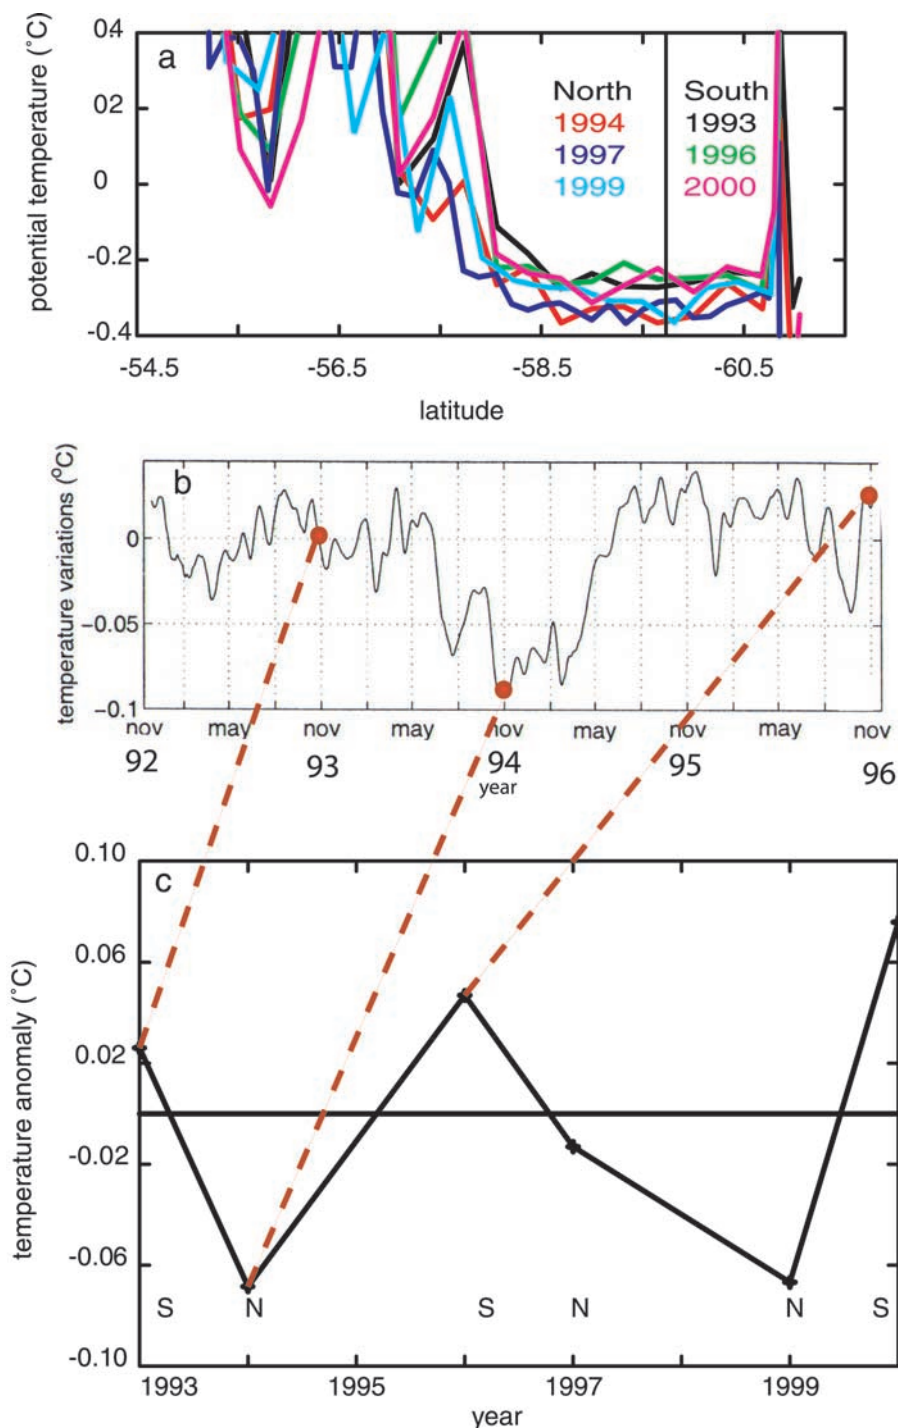 a
04
02
0
-0.2
-0.4
potential temperature (˚C)
North South
1994 1993
1997 1996
1999 2000
-54.5 -56.5 -58.5 -60.5
latitude
b
0
-0.05
-0.1
temperature variations (ºC)
nov may nov may nov may nov may nov
92 93 94 95 96
year
c
0.10
0.06
0.02
-0.02
-0.06
-0.10
temperature anomaly (˚C)
S N S N N S
1993 1995 1997 1999
year